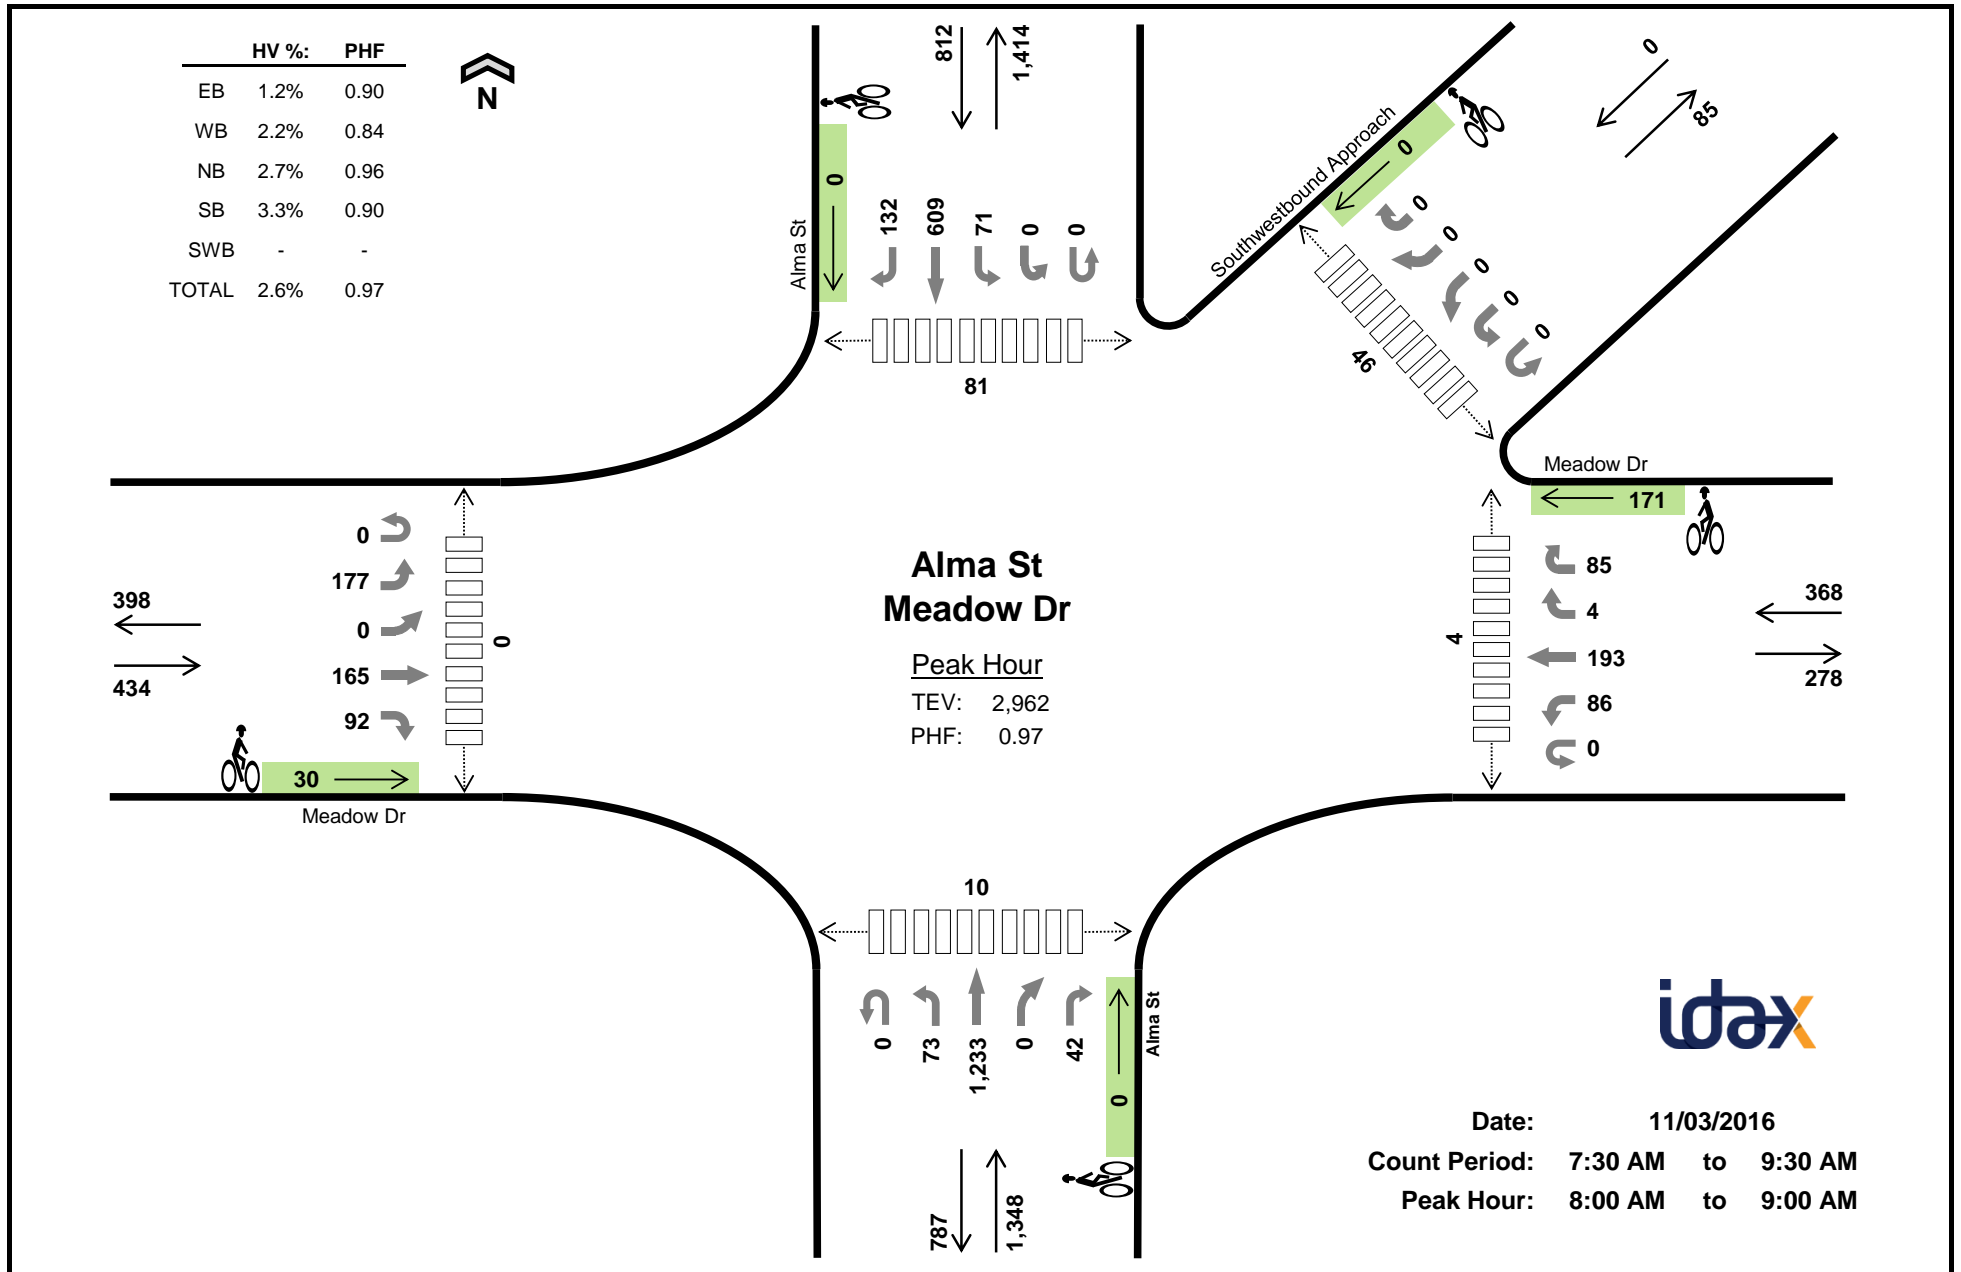 HV %: PHF
EB 1.2% 0.90
WB 2.2% 0.84
NB 2.7% 0.96
SB 3.3% 0.90
SWB - -
TOTAL 2.6% 0.97
N
812
1,414
0
85
Alma St
0
132
609
71
0
0
81
Southwestbound Approach
0
0
0
0
0
0
46
Meadow Dr
171
85
4
193
86
0
4
368
278
398
434
0
177
0
165
92
0
30
Meadow Dr
Alma St
Meadow Dr
Peak Hour
TEV: 2,962
PHF: 0.97
10
0
73
1,233
0
42
0
Alma St
787
1,348
idax
Date: 11/03/2016
Count Period: 7:30 AM to 9:30 AM
Peak Hour: 8:00 AM to 9:00 AM